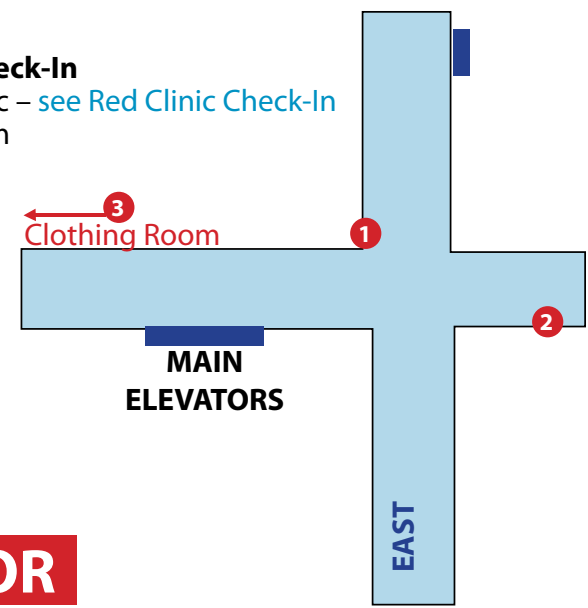 eck-In
c – see Red Clinic Check-In
n
3
Clothing Room
1
2
MAIN
ELEVATORS
EAST
OR